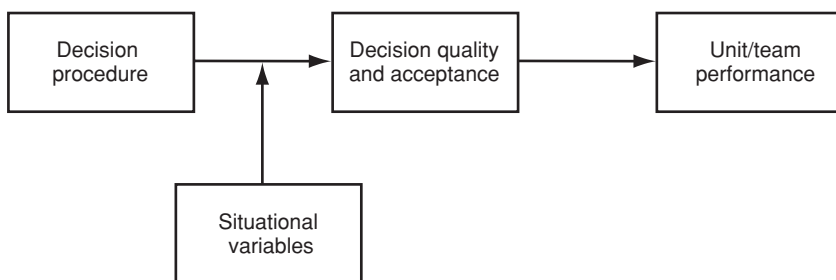 Decision
procedure
Decision quality
and acceptance
Unit/team
performance
Situational
variables